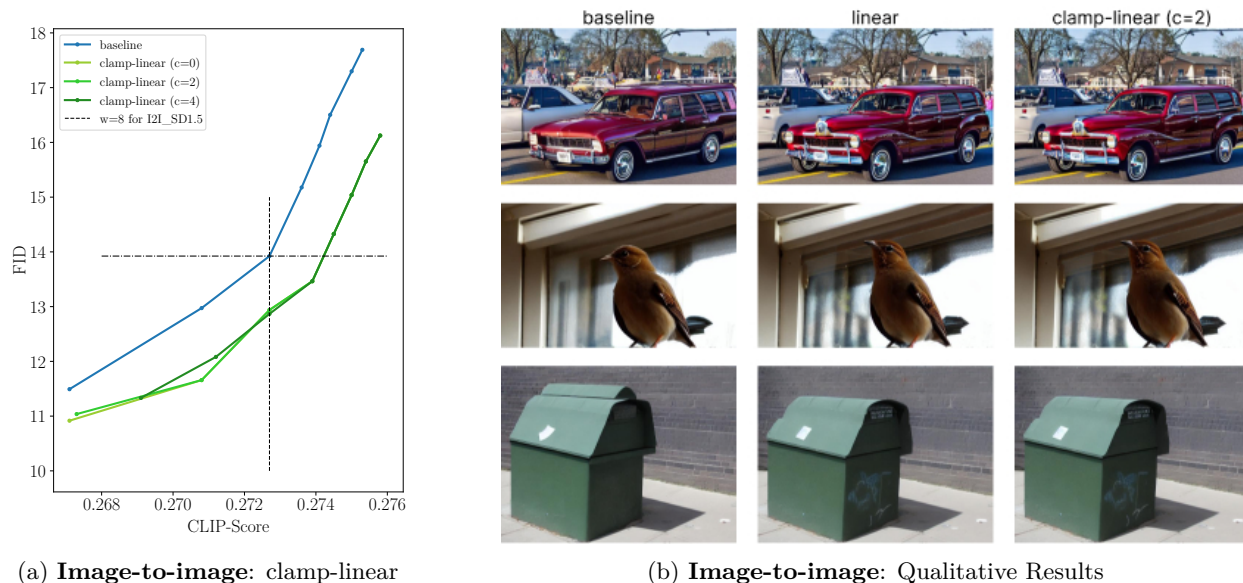 baseline
clamp-linear (c=0)
clamp-linear (c=2)
clamp-linear (c=4)
w=8 for I2I_SD1.5
18
17
16
15
14
13
12
11
10
FID
0.268 0.270 0.272 0.274 0.276
CLIP-Score
(a) Image-to-image: clamp-linear
baseline linear clamp-linear (c=2)
(b) Image-to-image: Qualitative Results